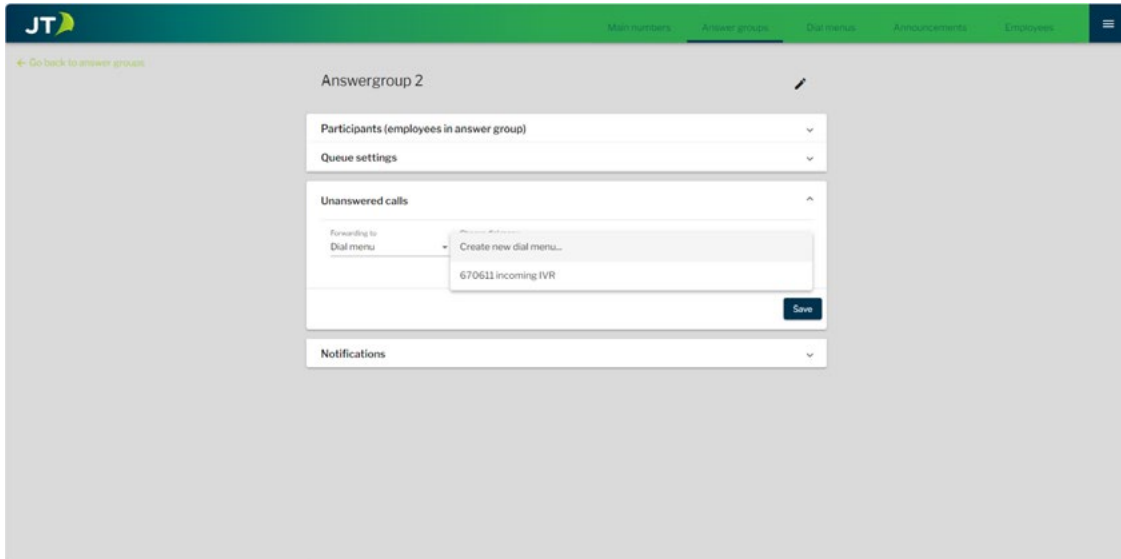 JT
Main numbers Answer groups Dial menus Announcements Employees
← Go back to answer groups
Answergroup 2
Participants (employees in answer group)
Queue settings
Unanswered calls
Forwarding to
Dial menu
Create new dial menu...
670611 incoming IVR
Save
Notifications